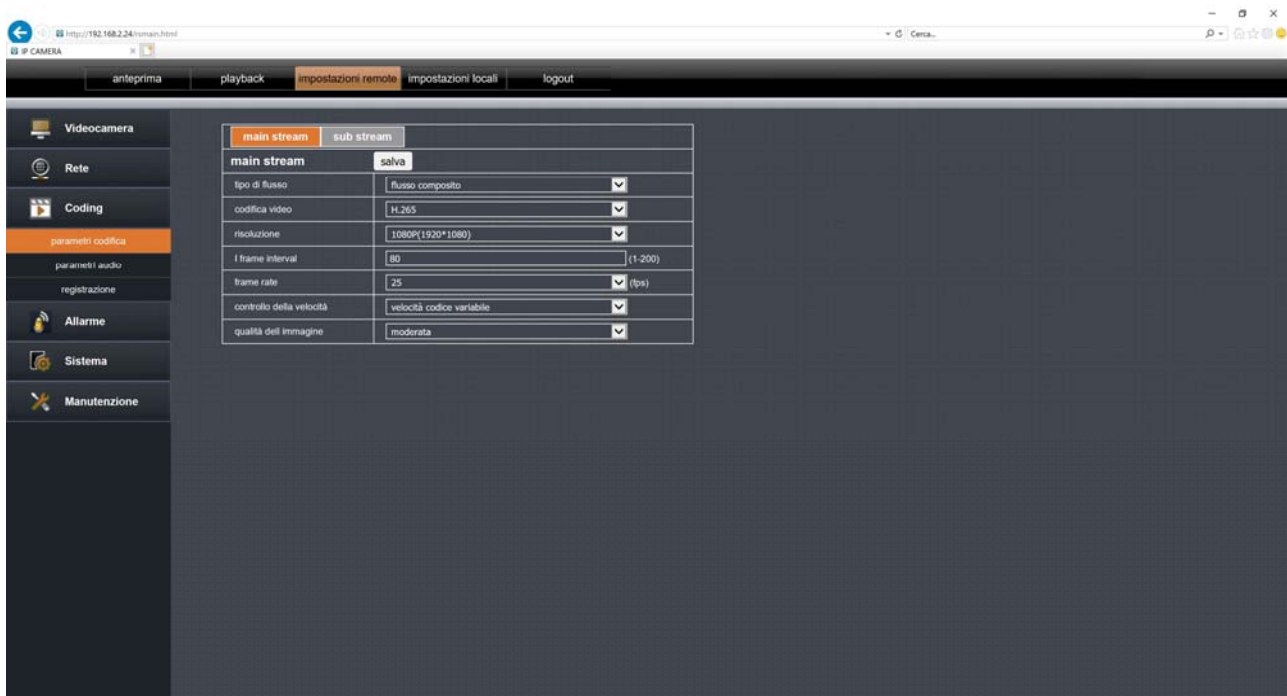 http://192.168.2.24/rsmain.html
Cerca...
IP CAMERA
anteprima playback impostazioni remote impostazioni locali logout
Videocamera
Rete
Coding
parametri codifica
parametri audio
registrazione
Allarme
Sistema
Manutenzione
main stream sub stream
main stream salva
tipo di flusso flusso composito
codifica video H.265
risoluzione 1080P(1920*1080)
I frame interval 80 (1-200)
frame rate 25 (fps)
controllo della velocità velocità codice variabile
qualità dell immagine moderata